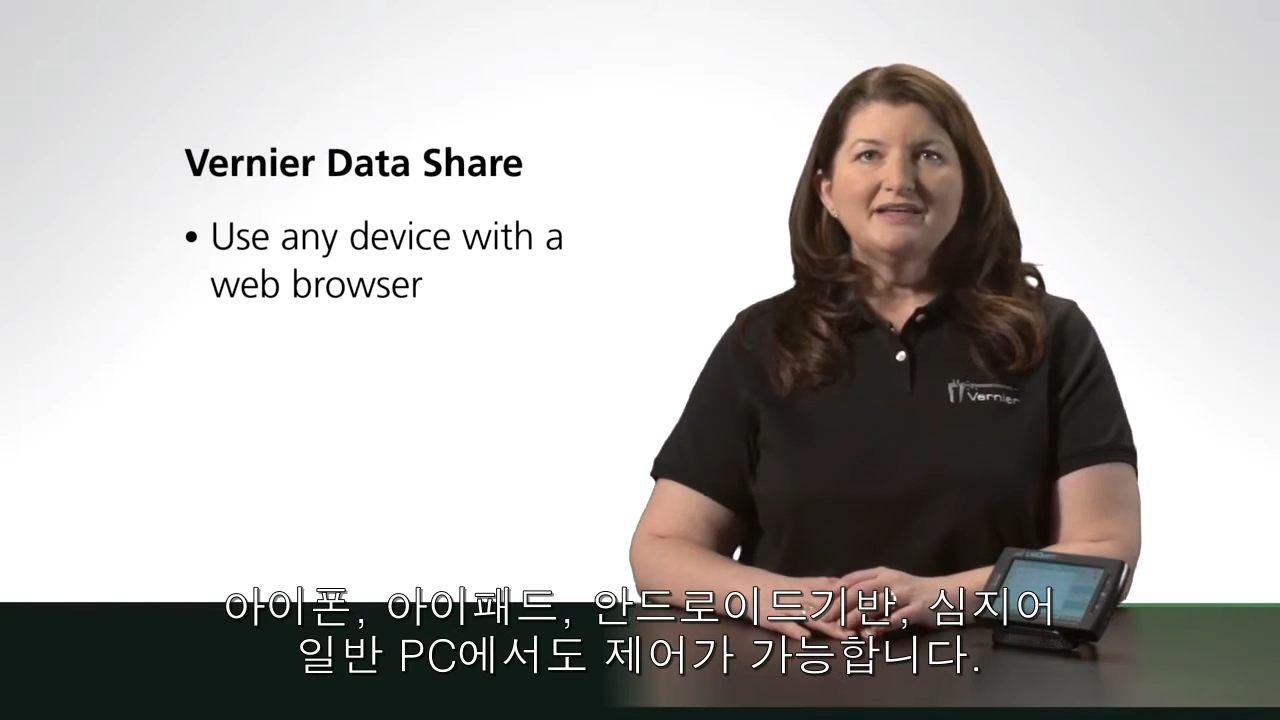 Vernier Data Share
• Use any device with a
web browser
Vernier
아이폰, 아이패드, 안드로이드기반, 심지어
일반 PC에서도 제어가 가능합니다.